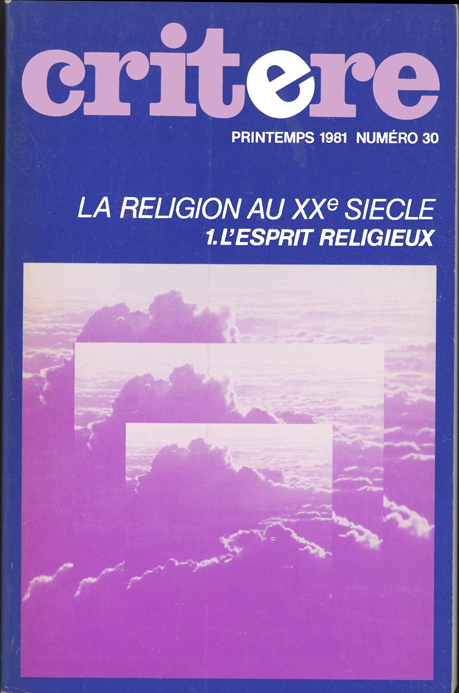 critere
PRINTEMPS 1981 NUMÉRO 30
LA RELIGION AU XXe SIECLE
1. L'ESPRIT RELIGIEUX